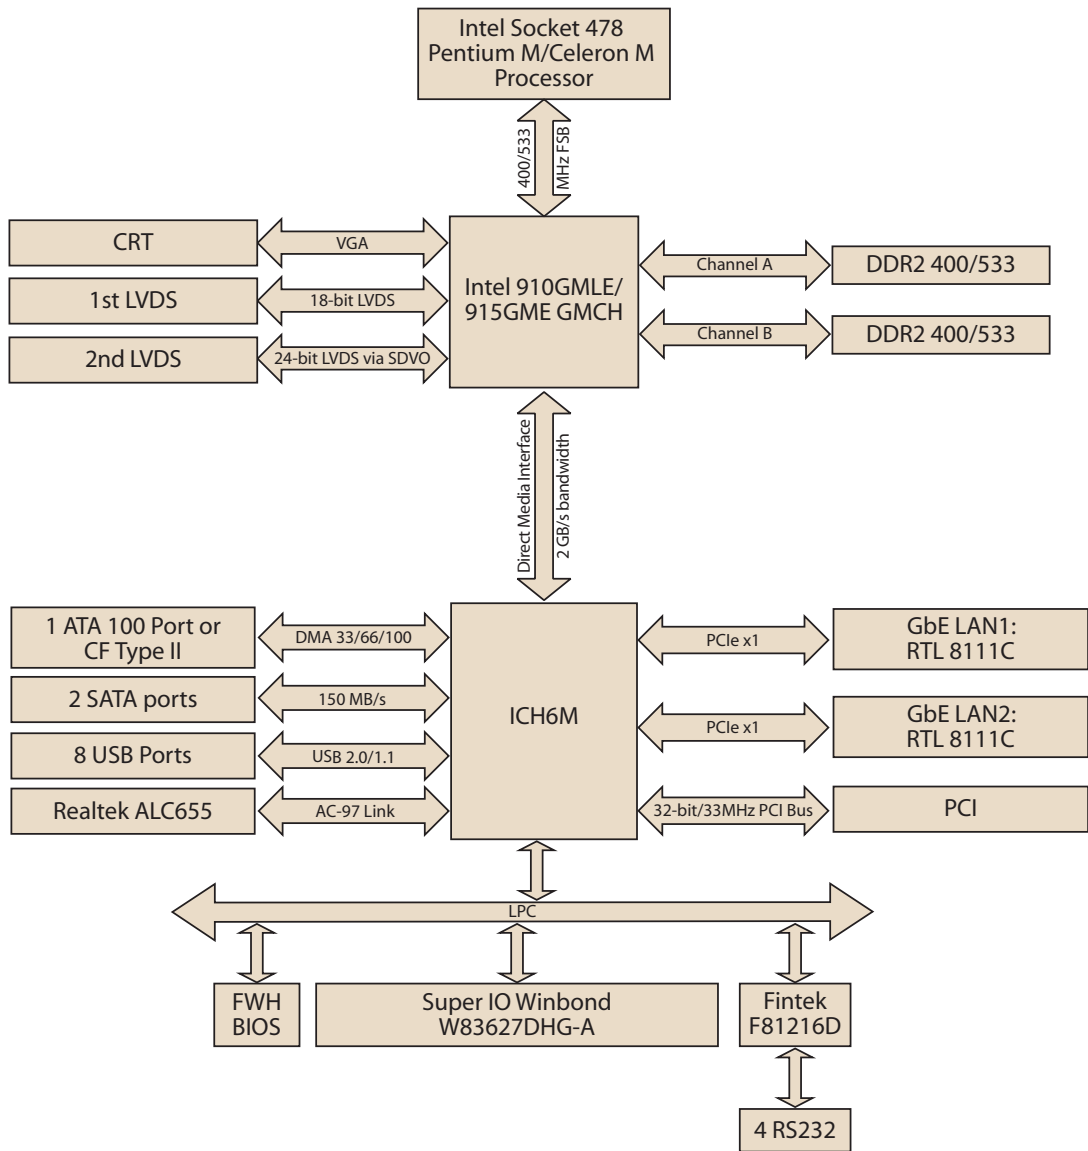 Intel Socket 478
Pentium M/Celeron M
Processor
400/533
MHz FSB
CRT
VGA
1st LVDS
18-bit LVDS
2nd LVDS
24-bit LVDS via SDVO
Intel 910GMLE/
915GME GMCH
Channel A
DDR2 400/533
Channel B
DDR2 400/533
Direct Media Interface
2 GB/s bandwidth
1 ATA 100 Port or
CF Type II
DMA 33/66/100
2 SATA ports
150 MB/s
8 USB Ports
USB 2.0/1.1
Realtek ALC655
AC-97 Link
ICH6M
PCIe x1
GbE LAN1:
RTL 8111C
PCIe x1
GbE LAN2:
RTL 8111C
32-bit/33MHz PCI Bus
PCI
LPC
FWH
BIOS
Super IO Winbond
W83627DHG-A
Fintek
F81216D
4 RS232